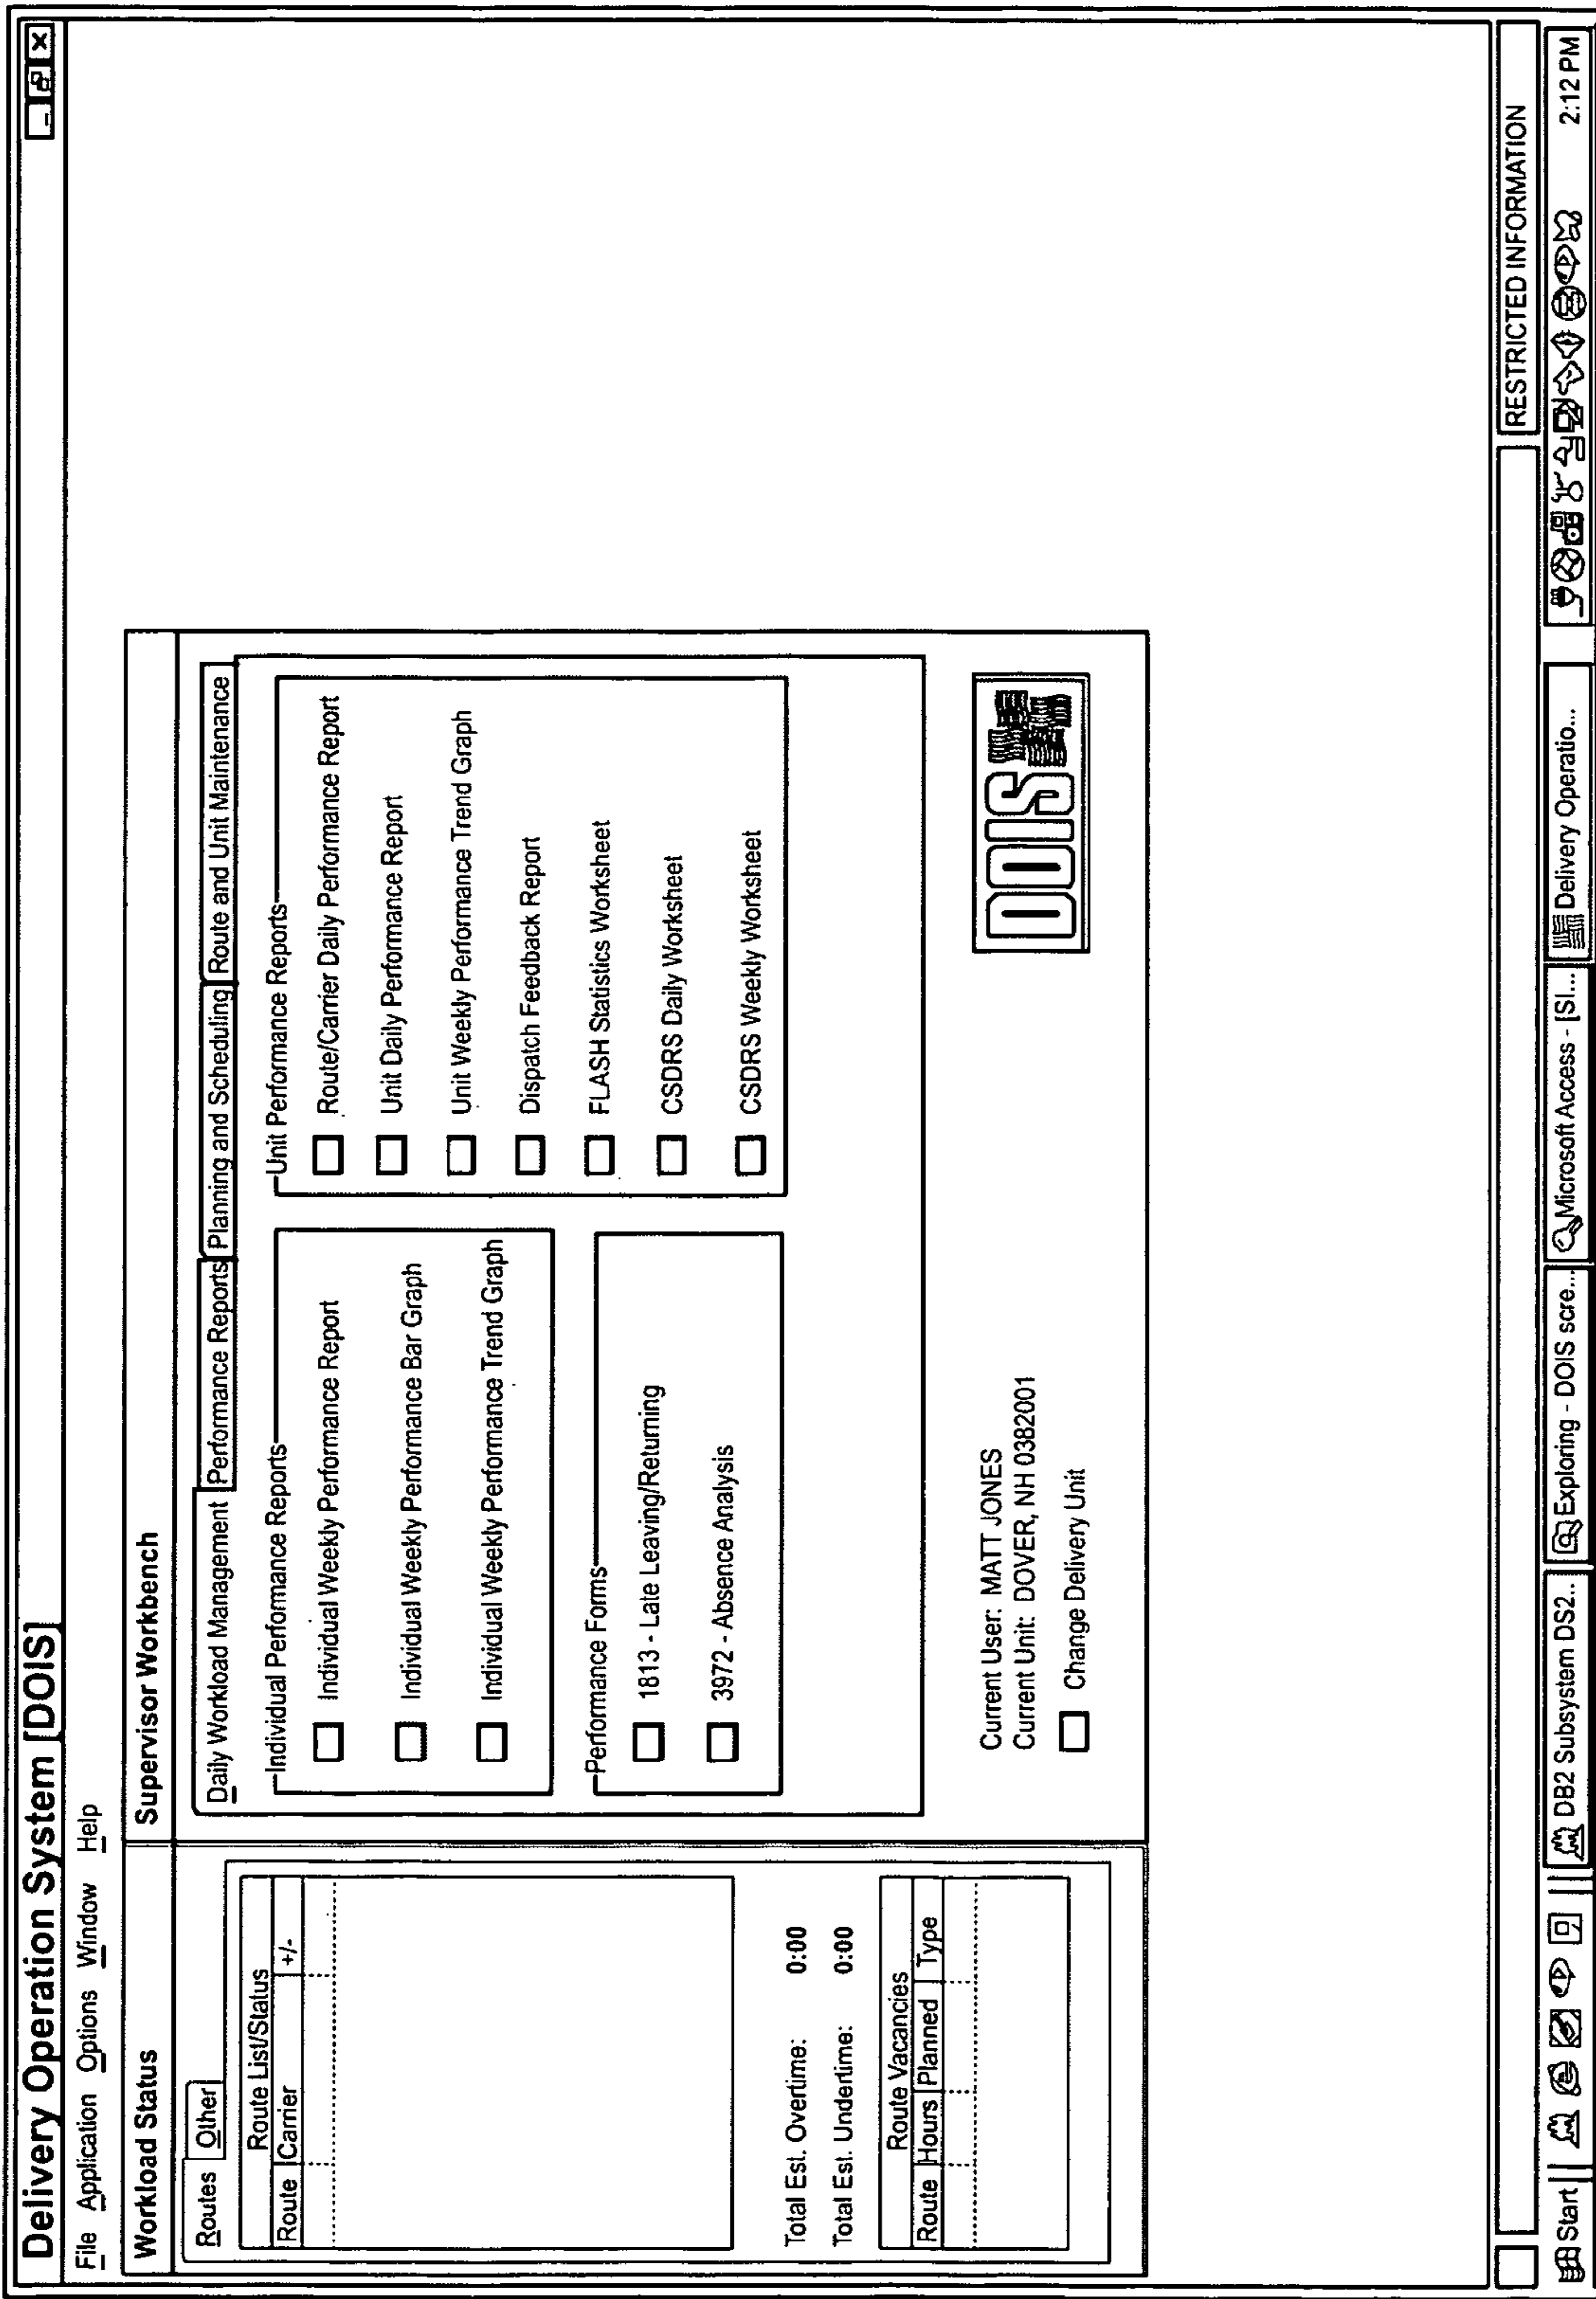 Delivery Operation System [DOIS]
File Application Options Window Help
Workload Status
Routes Other
Route List/Status
Route Carrier +/-
Total Est. Overtime: 0:00
Total Est. Undertime: 0:00
Route Vacancies
Route Hours Planned Type
Supervisor Workbench
Daily Workload Management Performance Reports Planning and Scheduling Route and Unit Maintenance
Individual Performance Reports
Individual Weekly Performance Report
Individual Weekly Performance Bar Graph
Individual Weekly Performance Trend Graph
Performance Forms
1813 - Late Leaving/Returning
3972 - Absence Analysis
Unit Performance Reports
Route/Carrier Daily Performance Report
Unit Daily Performance Report
Unit Weekly Performance Trend Graph
Dispatch Feedback Report
FLASH Statistics Worksheet
CSDRS Daily Worksheet
CSDRS Weekly Worksheet
Current User: MATT JONES
Current Unit: DOVER, NH 0382001
Change Delivery Unit
DOIS
RESTRICTED INFORMATION
Start DB2 Subsystem DS2.. Exploring - DOIS scre... Microsoft Access - [SI... Delivery Operatio... 2:12 PM